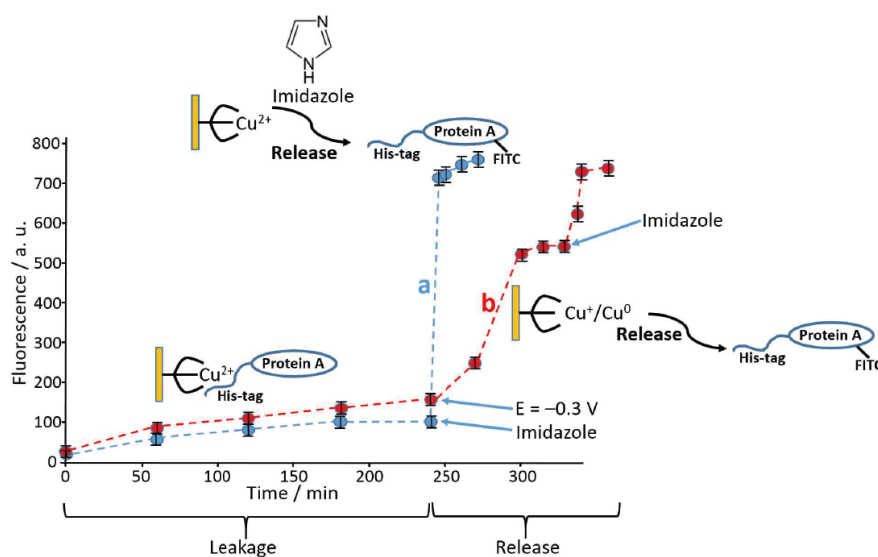 N
N
H
Imidazole
Cu2+
Release
Protein A
His-tag
FITC
800
700
600
500
400
300
200
100
0
Fluorescence / a. u.
a
b
Imidazole
Cu+/Cu0
Release
Protein A
His-tag
FITC
Cu2+
Protein A
His-tag
E = –0.3 V
Imidazole
0 50 100 150 200 250 300
Time / min
Leakage
Release